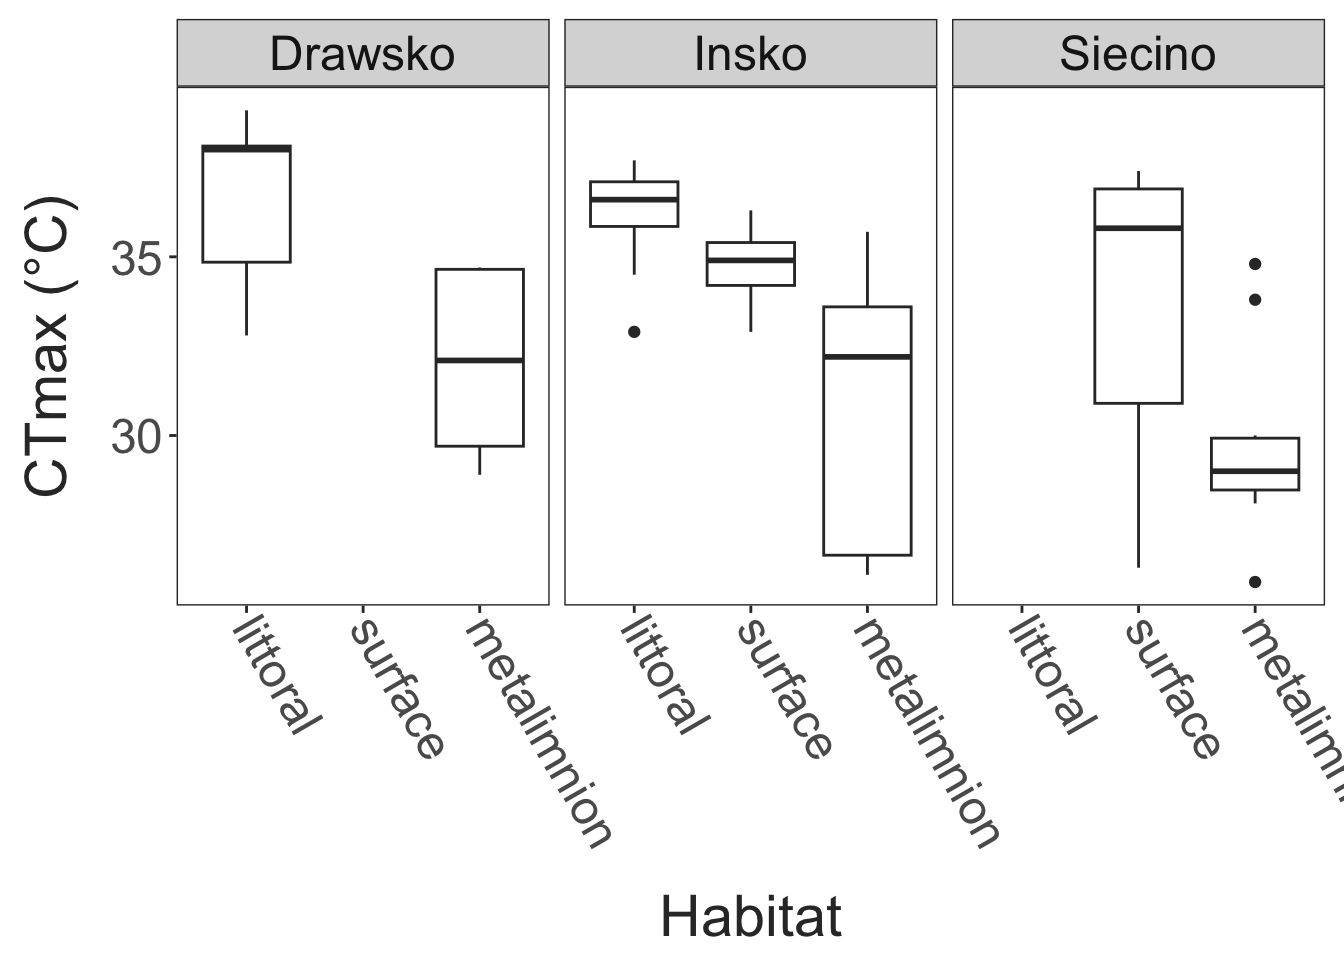 Drawsko Insko Siecino
CTmax (°C)
35
30
littoral surface metalimnion littoral surface metalimnion littoral surface
Habitat